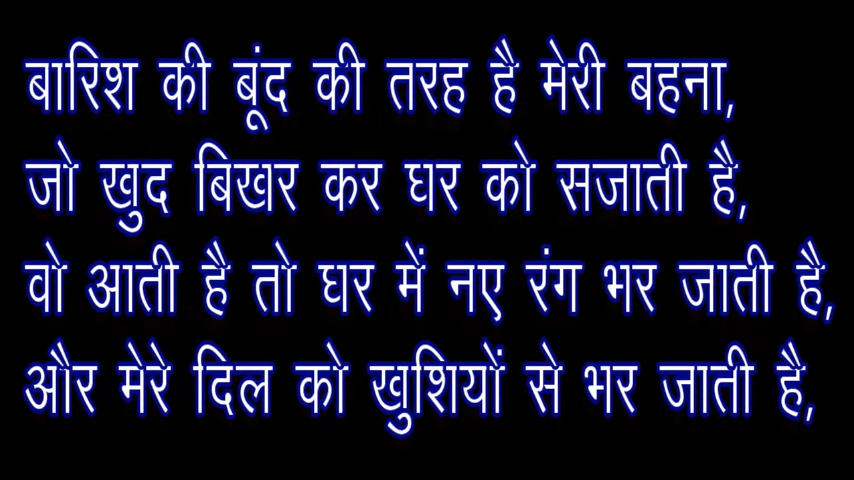 बारिश की बूंद की तरह है मेरी बहना,
जो खुद बिखर कर घर को सजाती है,
वो आती है तो घर में नए रंग भर जाती है,
और मेरे दिल को खुशियों से भर जाती है,